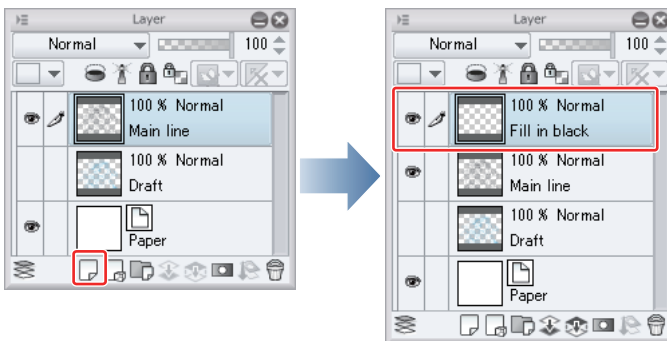 Layer
Normal 100
100 % Normal
Main line
100 % Normal
Draft
Paper
Layer
Normal 100
100 % Normal
Fill in black
100 % Normal
Main line
100 % Normal
Draft
Paper